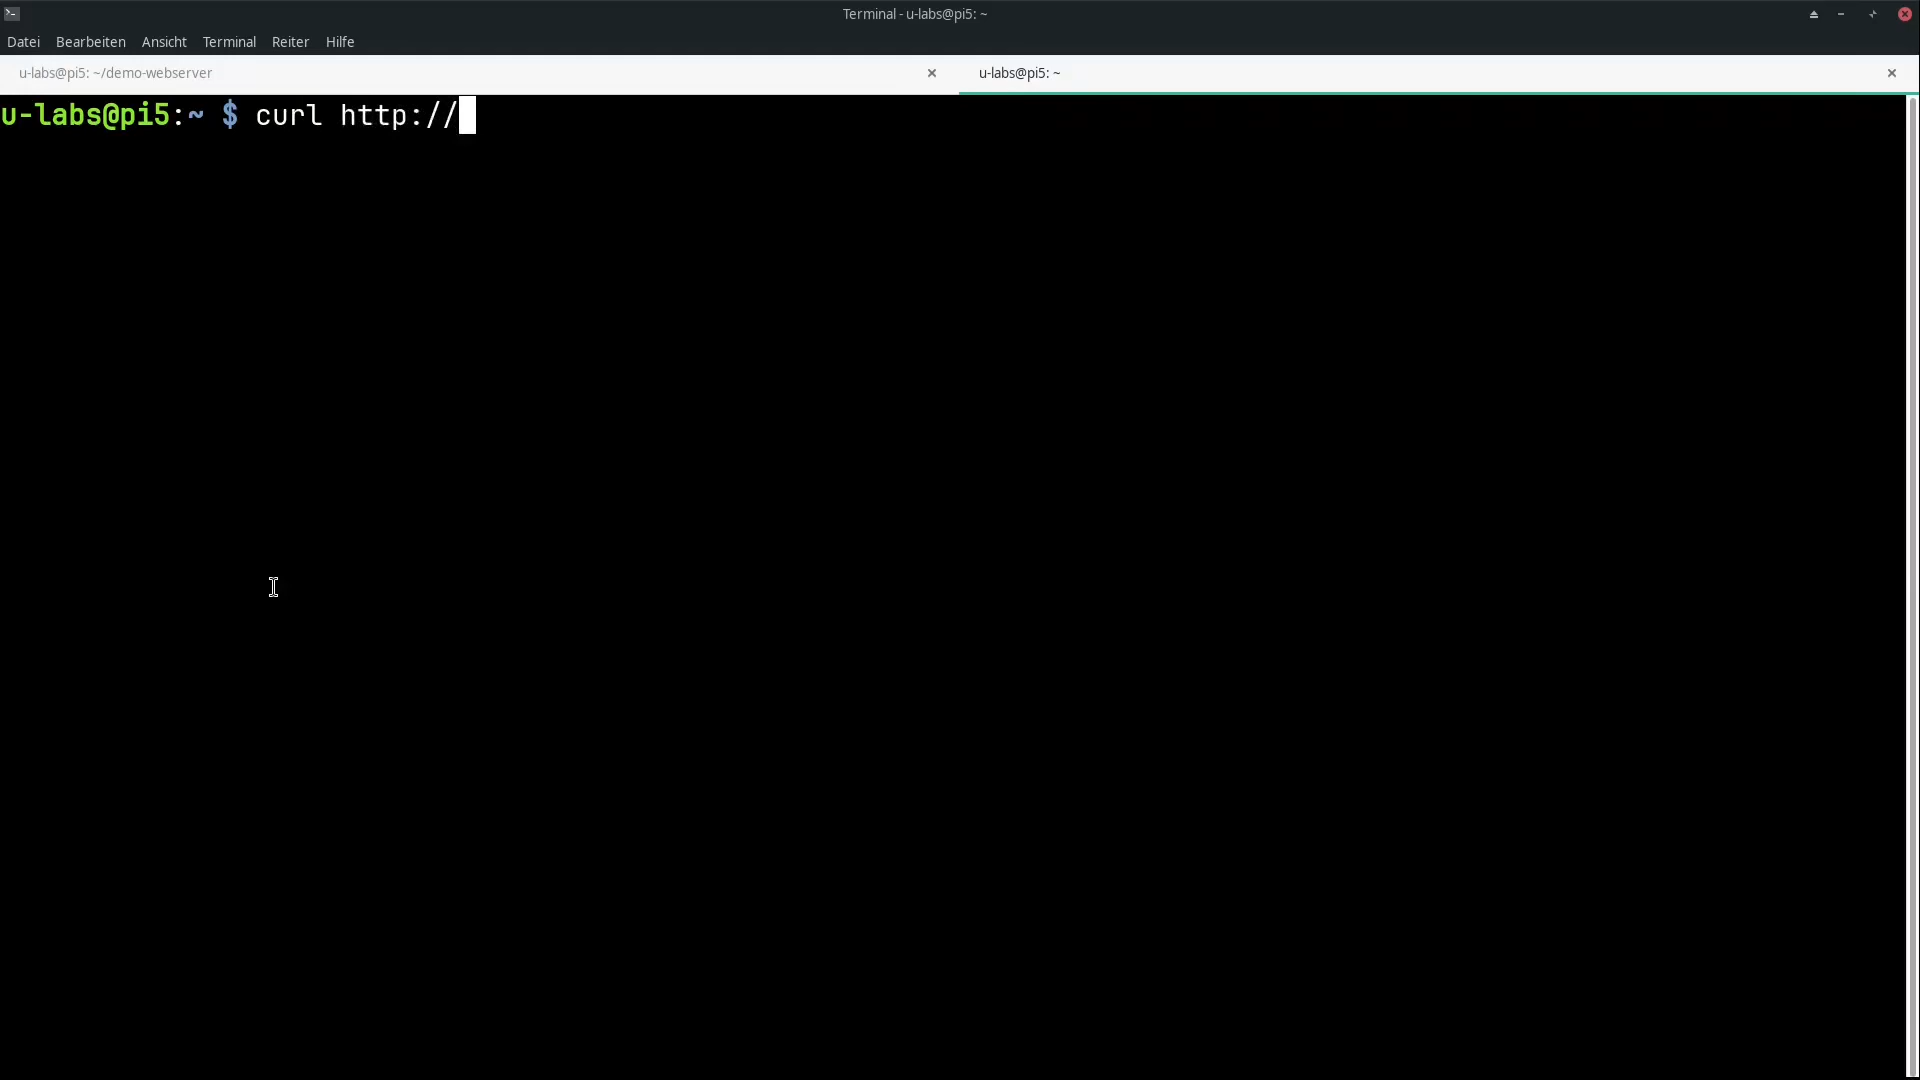 Terminal - u-labs@pi5: ~
Datei Bearbeiten Ansicht Terminal Reiter Hilfe
u-labs@pi5: ~/demo-webserver
u-labs@pi5: ~
u-labs@pi5:~ $ curl http://